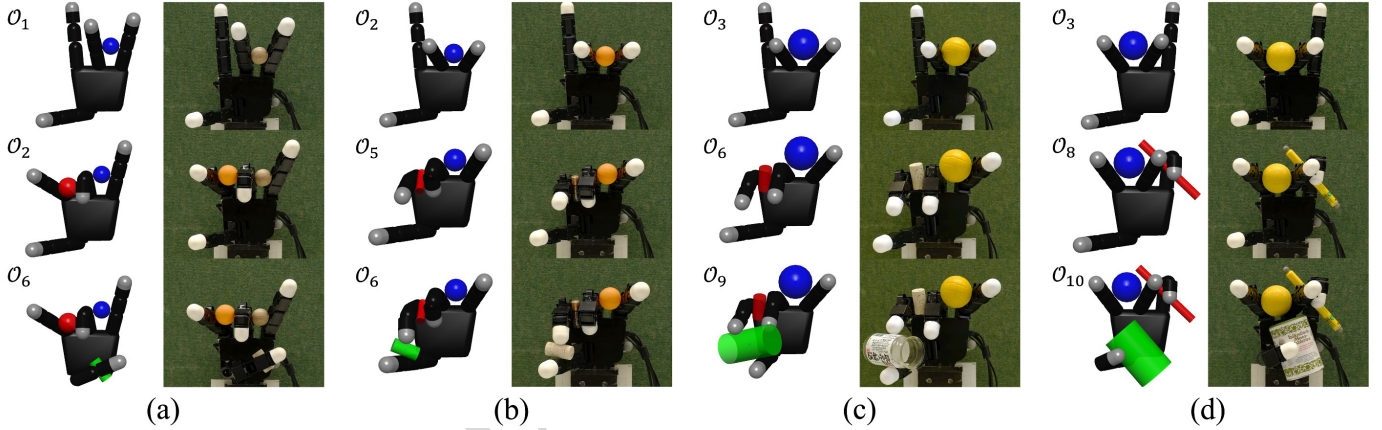 𝒪₁ 𝒪₂ 𝒪₃ 𝒪₃
𝒪₂ 𝒪₅ 𝒪₆ 𝒪₈
𝒪₆ 𝒪₆ 𝒪₉ 𝒪₁₀
(a) (b) (c) (d)